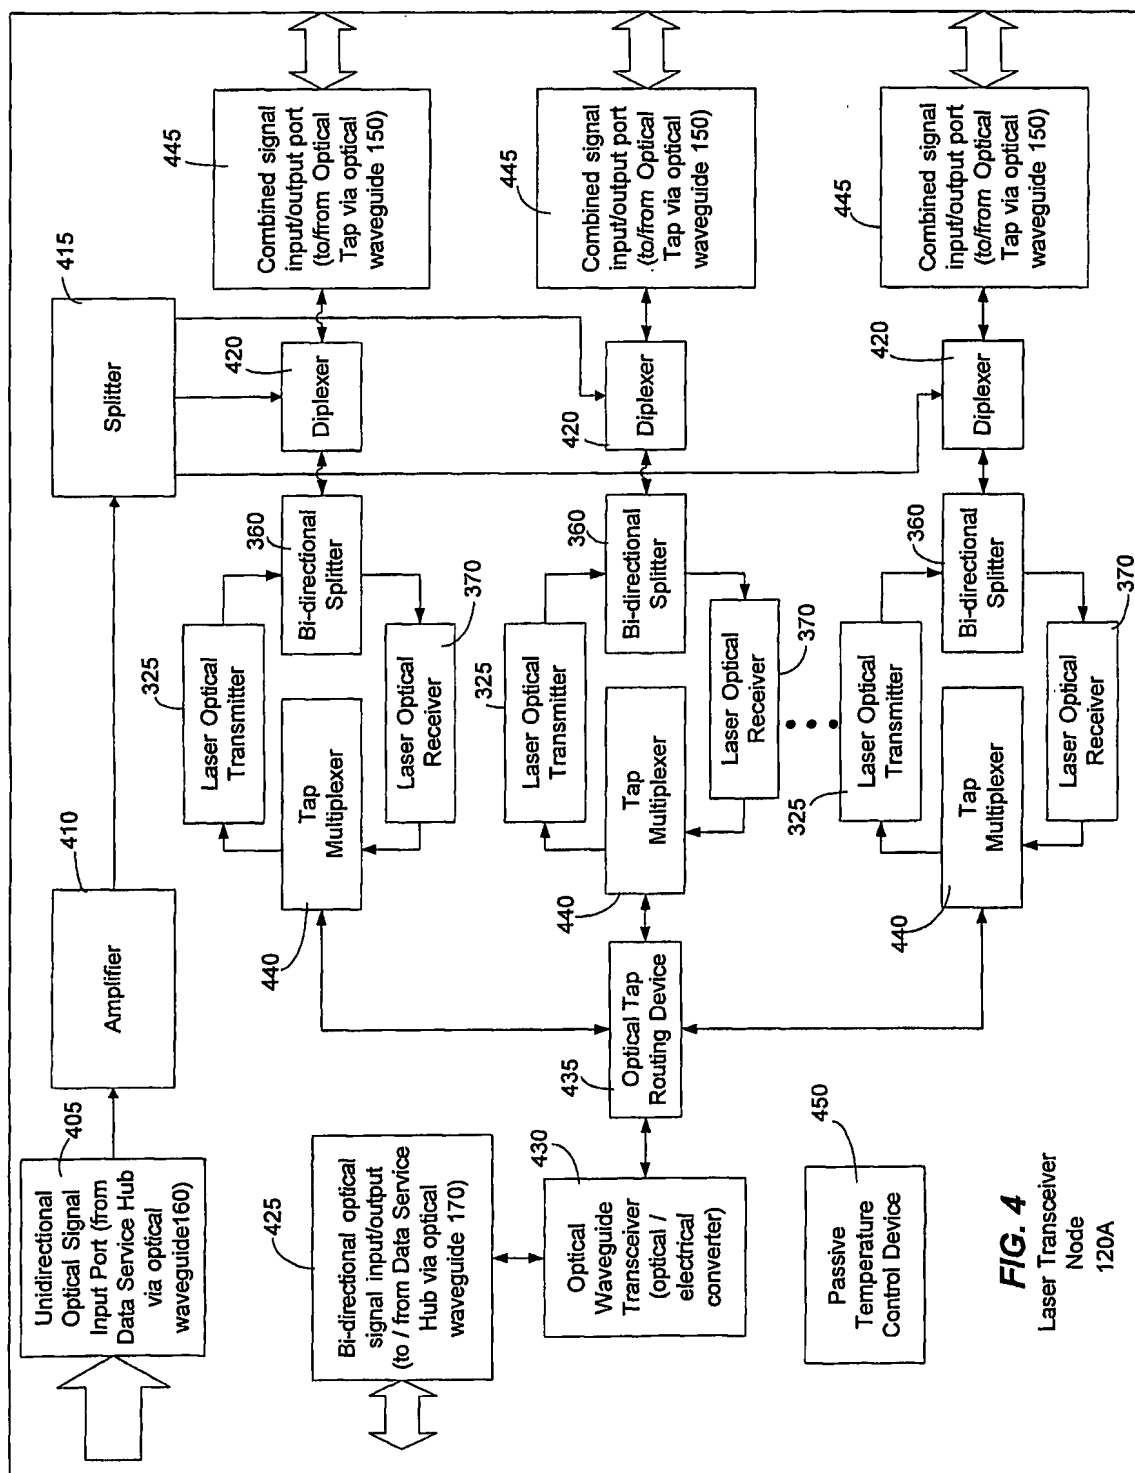 Unidirectional
Optical Signal
Input Port (from
Data Service Hub
via optical
waveguide160)
405
Amplifier
410
Splitter
415
Bi-directional optical
signal input/output
(to / from Data Service
Hub via optical
waveguide 170)
425
Optical
Waveguide
Transceiver
(optical /
electrical
converter)
430
Optical Tap
Routing Device
435
Passive
Temperature
Control Device
450
Tap
Multiplexer
440
Laser Optical
Transmitter
325
Laser Optical
Receiver
370
Bi-directional
Splitter
360
Diplexer
420
Combined signal
input/output port
(to/from Optical
Tap via optical
waveguide 150)
445
Tap
Multiplexer
440
Laser Optical
Transmitter
325
Laser Optical
Receiver
370
Bi-directional
Splitter
360
Diplexer
420
Combined signal
input/output port
(to/from Optical
Tap via optical
waveguide 150)
445
Tap
Multiplexer
440
Laser Optical
Transmitter
325
Laser Optical
Receiver
370
Bi-directional
Splitter
360
Diplexer
420
Combined signal
input/output port
(to/from Optical
Tap via optical
waveguide 150)
445
FIG. 4
Laser Transceiver
Node
120A